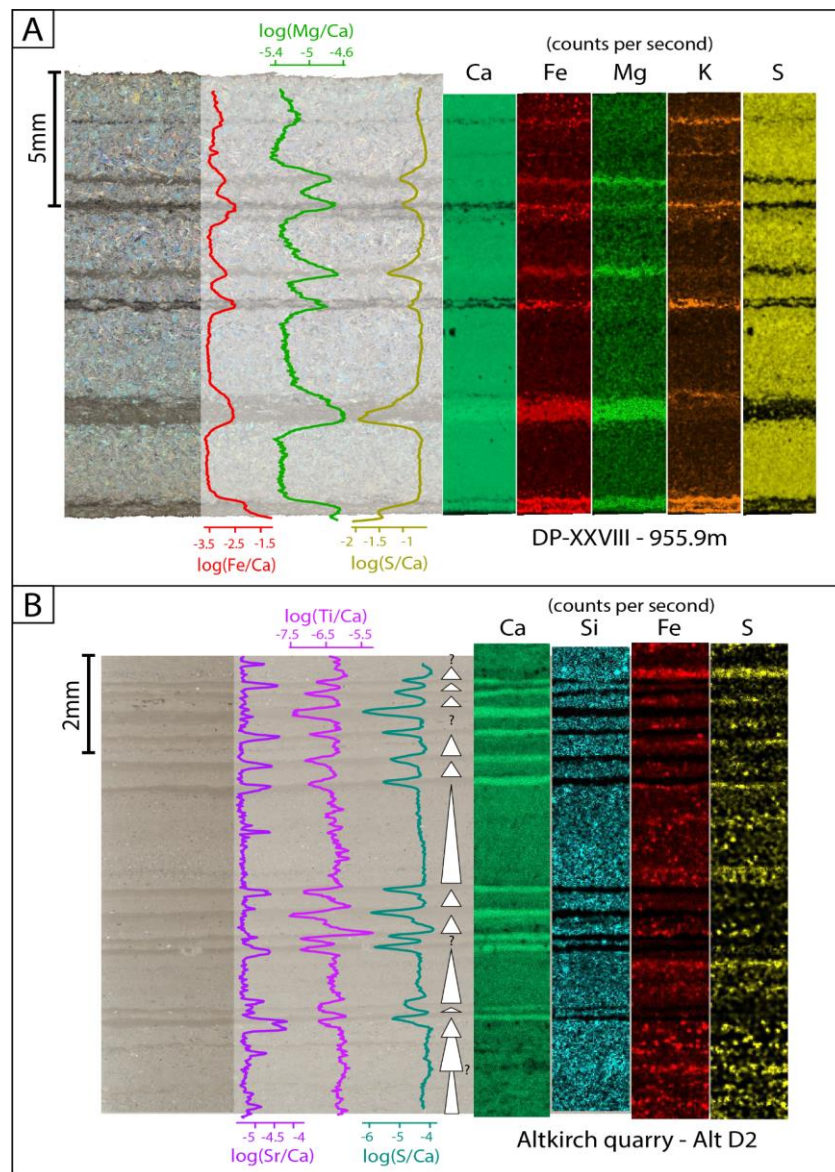 A
log(Mg/Ca)
-5.4 -5 -4.6
(counts per second)
Ca Fe Mg K S
5mm
-3.5 -2.5 -1.5
log(Fe/Ca)
-2 -1.5 -1
log(S/Ca)
DP-XXVIII - 955.9m
B
log(Ti/Ca)
-7.5 -6.5 -5.5
(counts per second)
Ca Si Fe S
2mm
?
?
?
?
-5 -4.5 -4
log(Sr/Ca)
-6 -5 -4
log(S/Ca)
Altkirch quarry - Alt D2